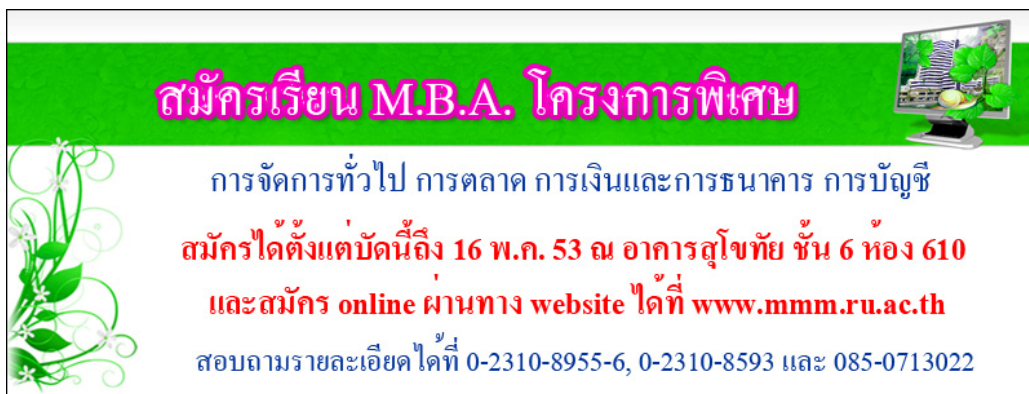 สมัครเรียน M.B.A. โครงการพิเศษ
การจัดการทั่วไป การตลาด การเงินและการธนาคาร การบัญชี
สมัครได้ตั้งแต่บัดนี้ถึง 16 พ.ค. 53 ณ อาคารสุโขทัย ชั้น 6 ห้อง 610
และสมัคร online ผ่านทาง website ได้ที่ www.mmm.ru.ac.th
สอบถามรายละเอียดได้ที่ 0-2310-8955-6, 0-2310-8593 และ 085-0713022